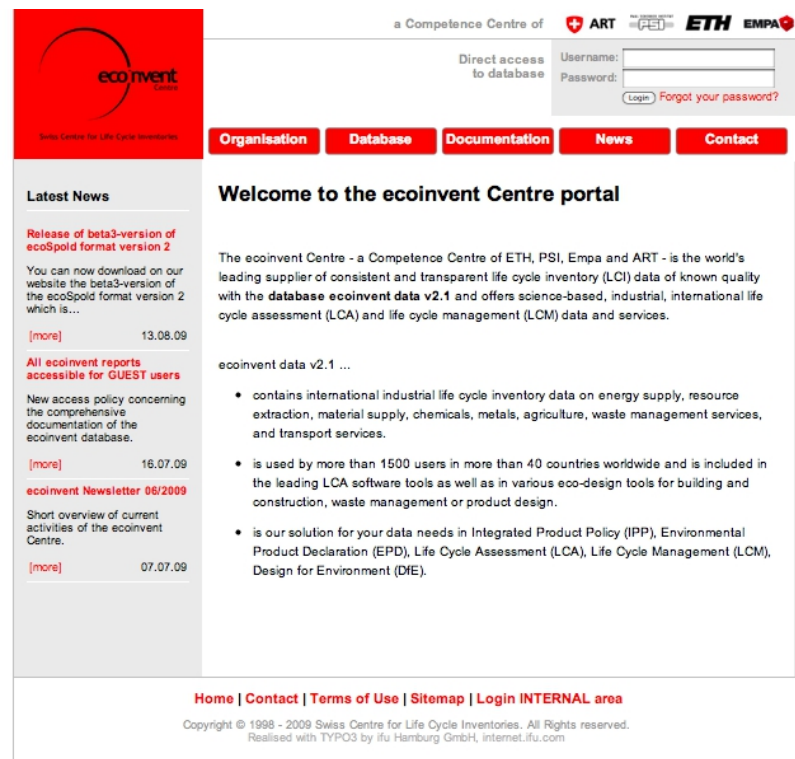 a Competence Centre of ART PSI ETH EMPA
ecoinvent
Centre
Swiss Centre for Life Cycle Inventories
Direct access
to database
Username:
Password:
Login Forgot your password?
Organisation Database Documentation News Contact
Latest News
Release of beta3-version of
ecoSpold format version 2
You can now download on our
website the beta3-version of
the ecoSpold format version 2
which is...
[more] 13.08.09
All ecoinvent reports
accessible for GUEST users
New access policy concerning
the comprehensive
documentation of the
ecoinvent database.
[more] 16.07.09
ecoinvent Newsletter 06/2009
Short overview of current
activities of the ecoinvent
Centre.
[more] 07.07.09
Welcome to the ecoinvent Centre portal
The ecoinvent Centre - a Competence Centre of ETH, PSI, Empa and ART - is the world's
leading supplier of consistent and transparent life cycle inventory (LCI) data of known quality
with the database ecoinvent data v2.1 and offers science-based, industrial, international life
cycle assessment (LCA) and life cycle management (LCM) data and services.
ecoinvent data v2.1 ...
• contains international industrial life cycle inventory data on energy supply, resource
extraction, material supply, chemicals, metals, agriculture, waste management services,
and transport services.
• is used by more than 1500 users in more than 40 countries worldwide and is included in
the leading LCA software tools as well as in various eco-design tools for building and
construction, waste management or product design.
• is our solution for your data needs in Integrated Product Policy (IPP), Environmental
Product Declaration (EPD), Life Cycle Assessment (LCA), Life Cycle Management (LCM),
Design for Environment (DfE).
Home | Contact | Terms of Use | Sitemap | Login INTERNAL area
Copyright © 1998 - 2009 Swiss Centre for Life Cycle Inventories. All Rights reserved.
Realised with TYPO3 by ifu Hamburg GmbH, internet.ifu.com